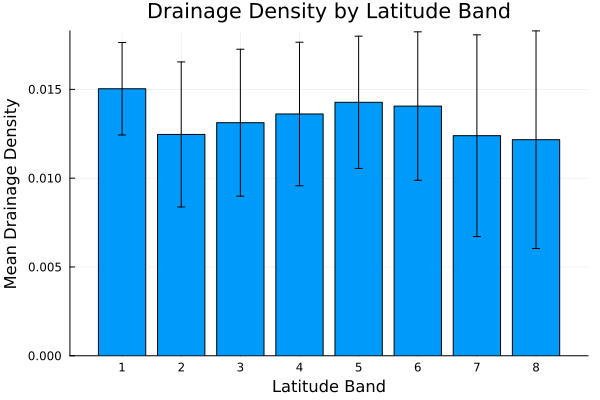 Drainage Density by Latitude Band
Mean Drainage Density
0.015
0.010
0.005
0.000
1 2 3 4 5 6 7 8
Latitude Band